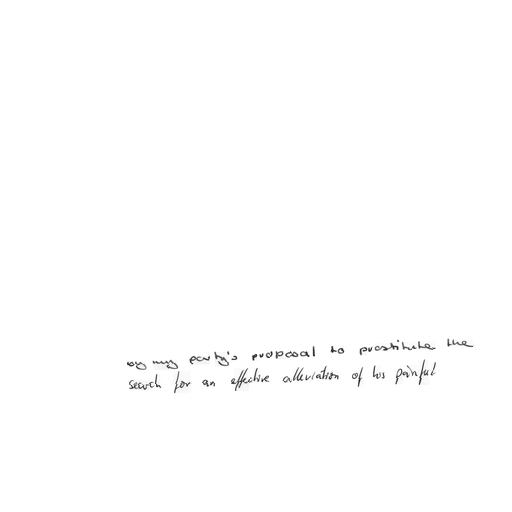 by my party's proposal to prostitute the
search for an effective alleviation of his painful